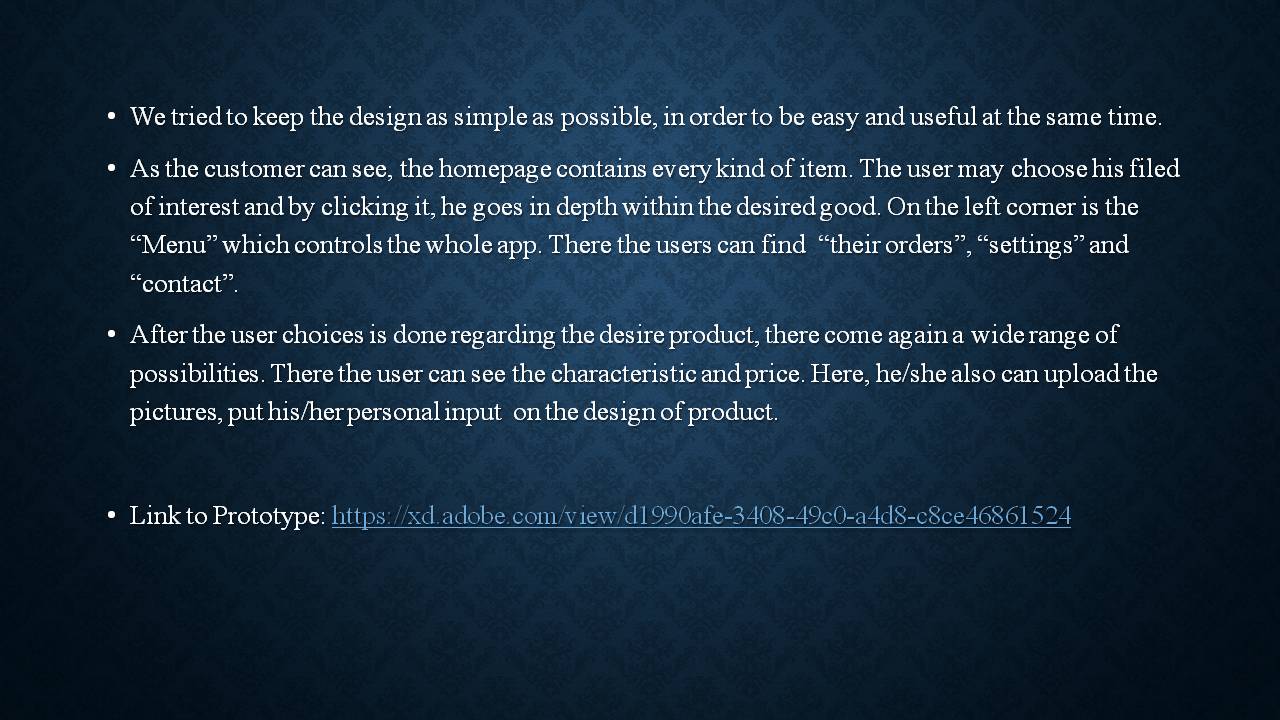 • We tried to keep the design as simple as possible, in order to be easy and useful at the same time.
• As the customer can see, the homepage contains every kind of item. The user may choose his filed
of interest and by clicking it, he goes in depth within the desired good. On the left corner is the
“Menu” which controls the whole app. There the users can find  “their orders”, “settings” and
“contact”.
• After the user choices is done regarding the desire product, there come again a wide range of
possibilities. There the user can see the characteristic and price. Here, he/she also can upload the
pictures, put his/her personal input  on the design of product.
• Link to Prototype: https://xd.adobe.com/view/d1990afe-3408-49c0-a4d8-c8ce46861524